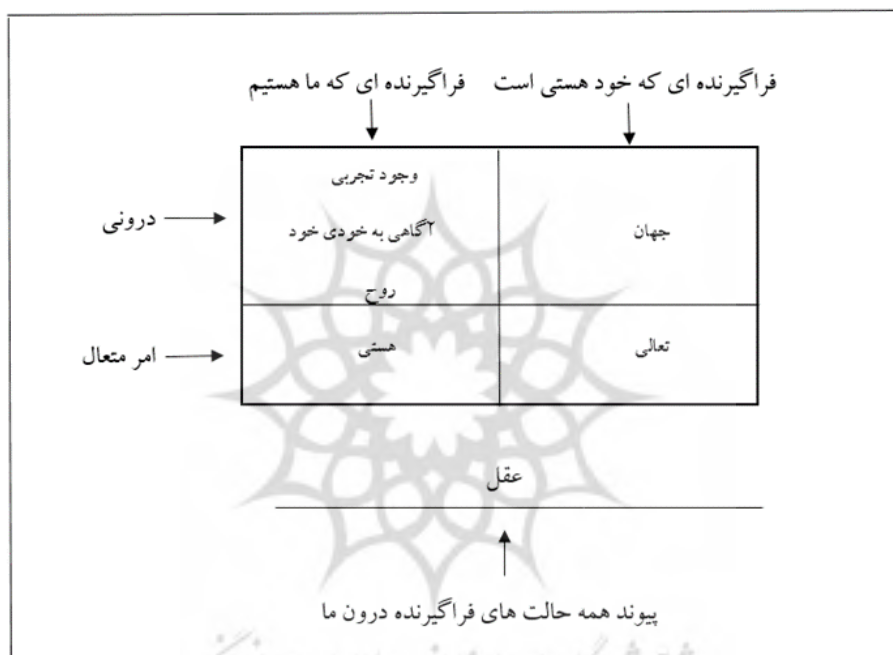 فراگیرنده ای که خود هستی است
فراگیرنده ای که ما هستیم
وجود تجربی
درونی
آگاهی به خودی خود
جهان
روح
امر متعال
هستی
تعالی
عقل
پیوند همه حالت های فراگیرنده درون ما